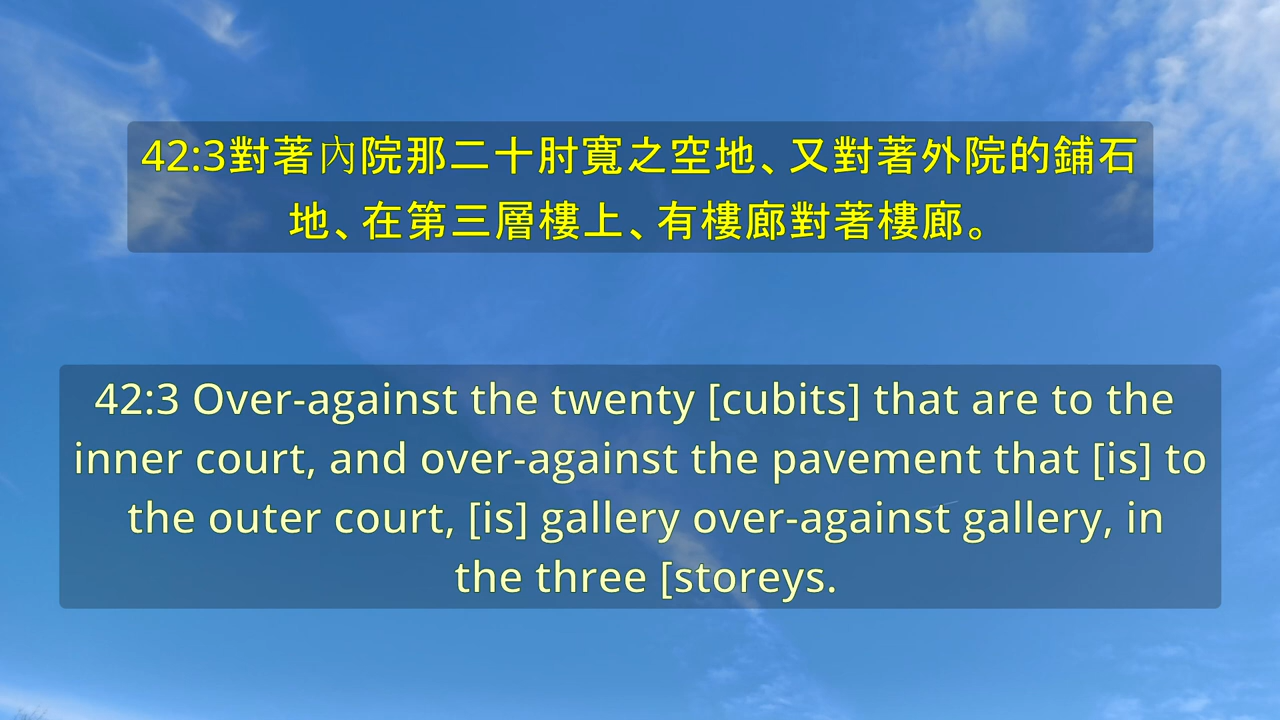 42:3對著內院那二十肘寬之空地、又對著外院的鋪石
地、在第三層樓上、有樓廊對著樓廊。
42:3 Over-against the twenty [cubits] that are to the
inner court, and over-against the pavement that [is] to
the outer court, [is] gallery over-against gallery, in
the three [storeys.